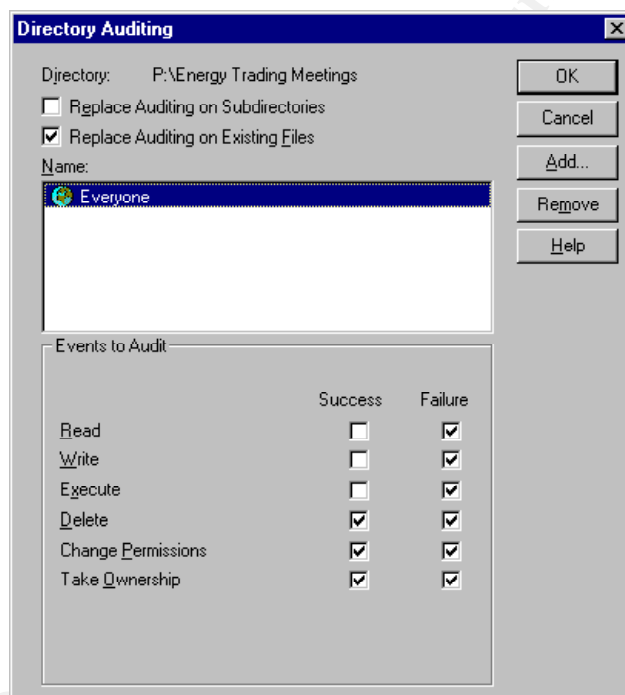 Directory Auditing
Directory: P:\Energy Trading Meetings
Replace Auditing on Subdirectories
Replace Auditing on Existing Files
Name:
Everyone
OK
Cancel
Add...
Remove
Help
Events to Audit
Success Failure
Read
Write
Execute
Delete
Change Permissions
Take Ownership